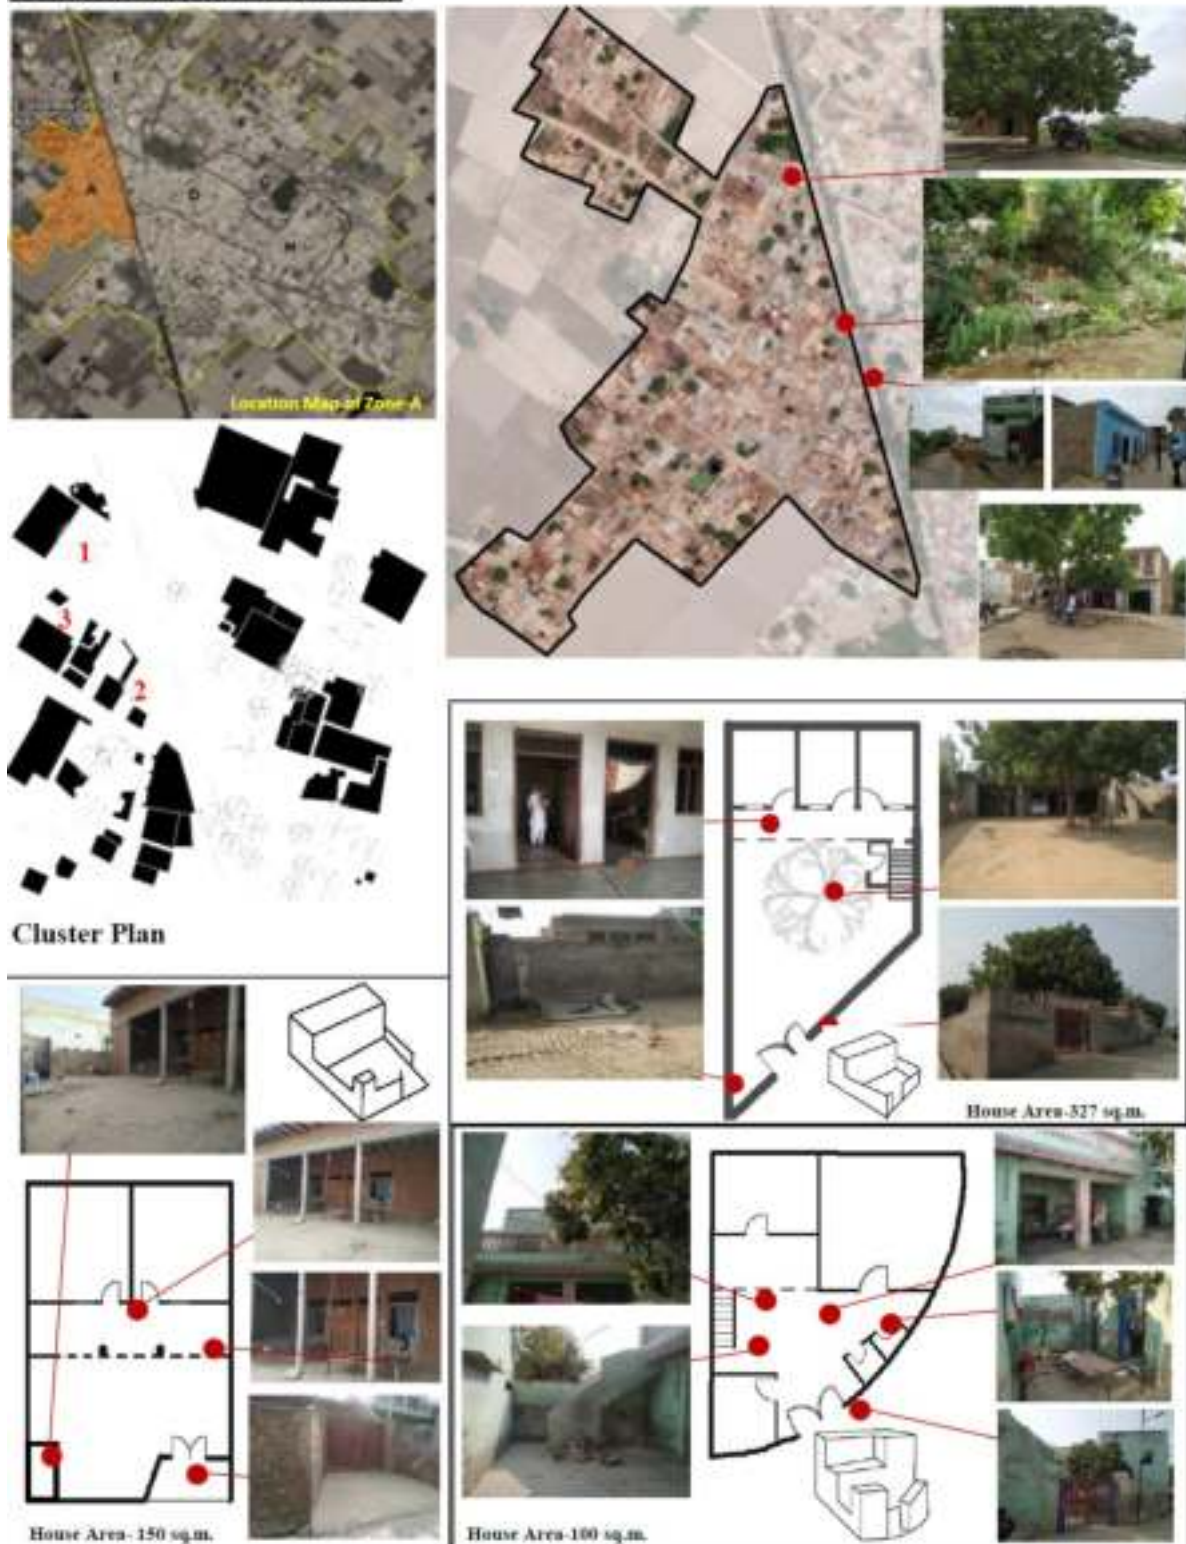 E
A
D
C
H
B
Location Map of Zone-A
1
3
2
Cluster Plan
House Area-327 sq.m.
House Area- 150 sq.m.
House Area-100 sq.m.